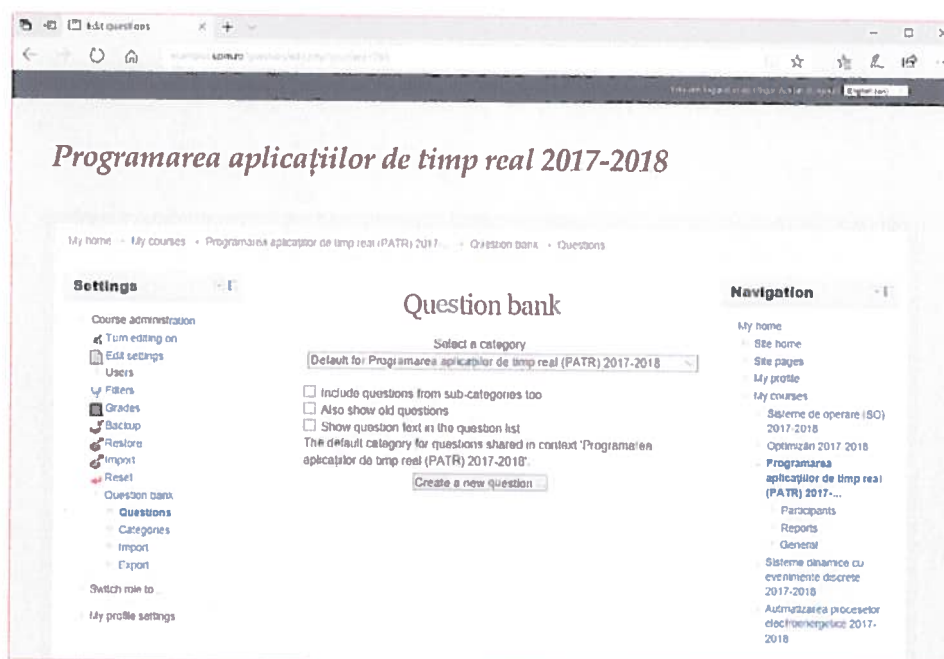 Edit questions
Programarea aplicațiilor de timp real 2017-2018
My home My courses Programarea aplicațiilor de timp real (PATR) 2017-... Question bank Questions
Settings
Course administration
Turn editing on
Edit settings
Users
Filters
Grades
Backup
Restore
Import
Reset
Question bank
Questions
Categories
Import
Export
Switch role to...
My profile settings
Question bank
Select a category
Default for Programarea aplicațiilor de timp real (PATR) 2017-2018
Include questions from sub-categories too
Also show old questions
Show question text in the question list
The default category for questions shared in context 'Programarea
aplicațiilor de timp real (PATR) 2017-2018'.
Create a new question
Navigation
My home
Site home
Site pages
My profile
My courses
Sisteme de operare (SO)
2017-2018
Optimizări 2017-2018
Programarea
aplicațiilor de timp real
(PATR) 2017-...
Participants
Reports
General
Sisteme dinamice cu
evenimente discrete
2017-2018
Automatizarea proceselor
electroenergetice 2017-
2018